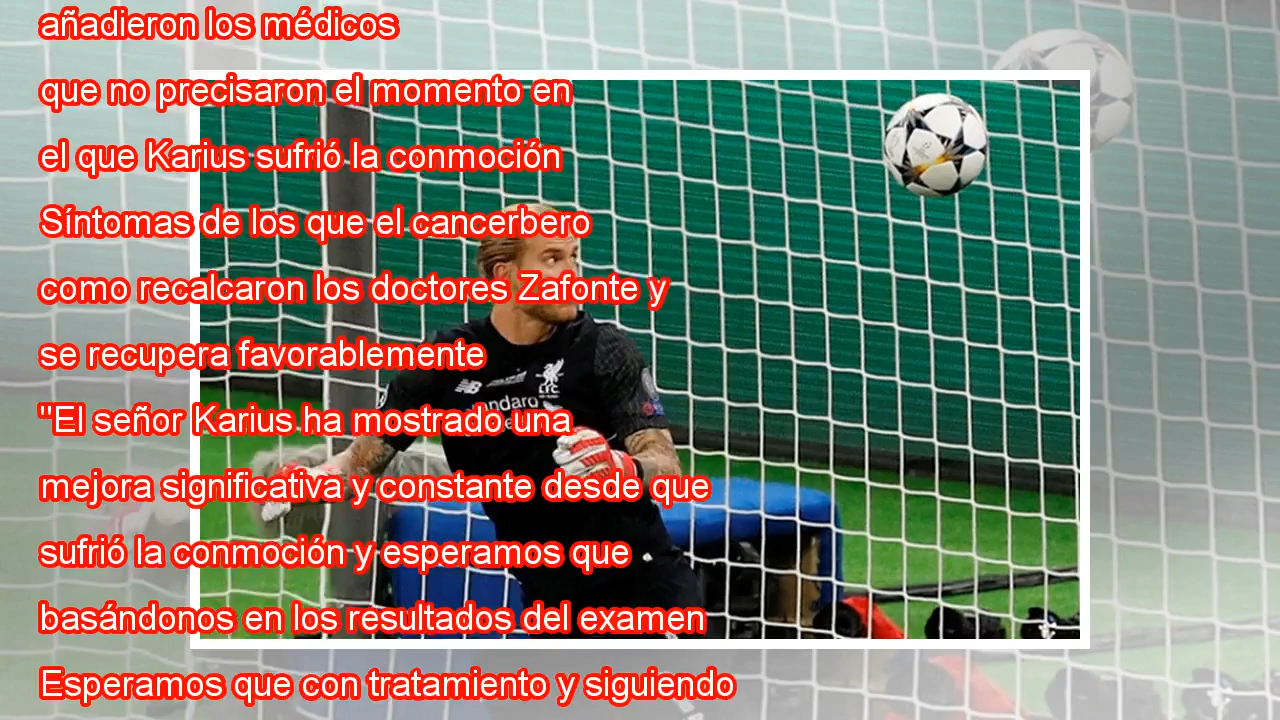 añadieron los médicos
que no precisaron el momento en
el que Karius sufrió la conmoción
Síntomas de los que el cancerbero
como recalcaron los doctores Zafonte y
se recupera favorablemente
"El señor Karius ha mostrado una
mejora significativa y constante desde que
sufrió la conmoción y esperamos que
basándonos en los resultados del examen
Esperamos que con tratamiento y siguiendo